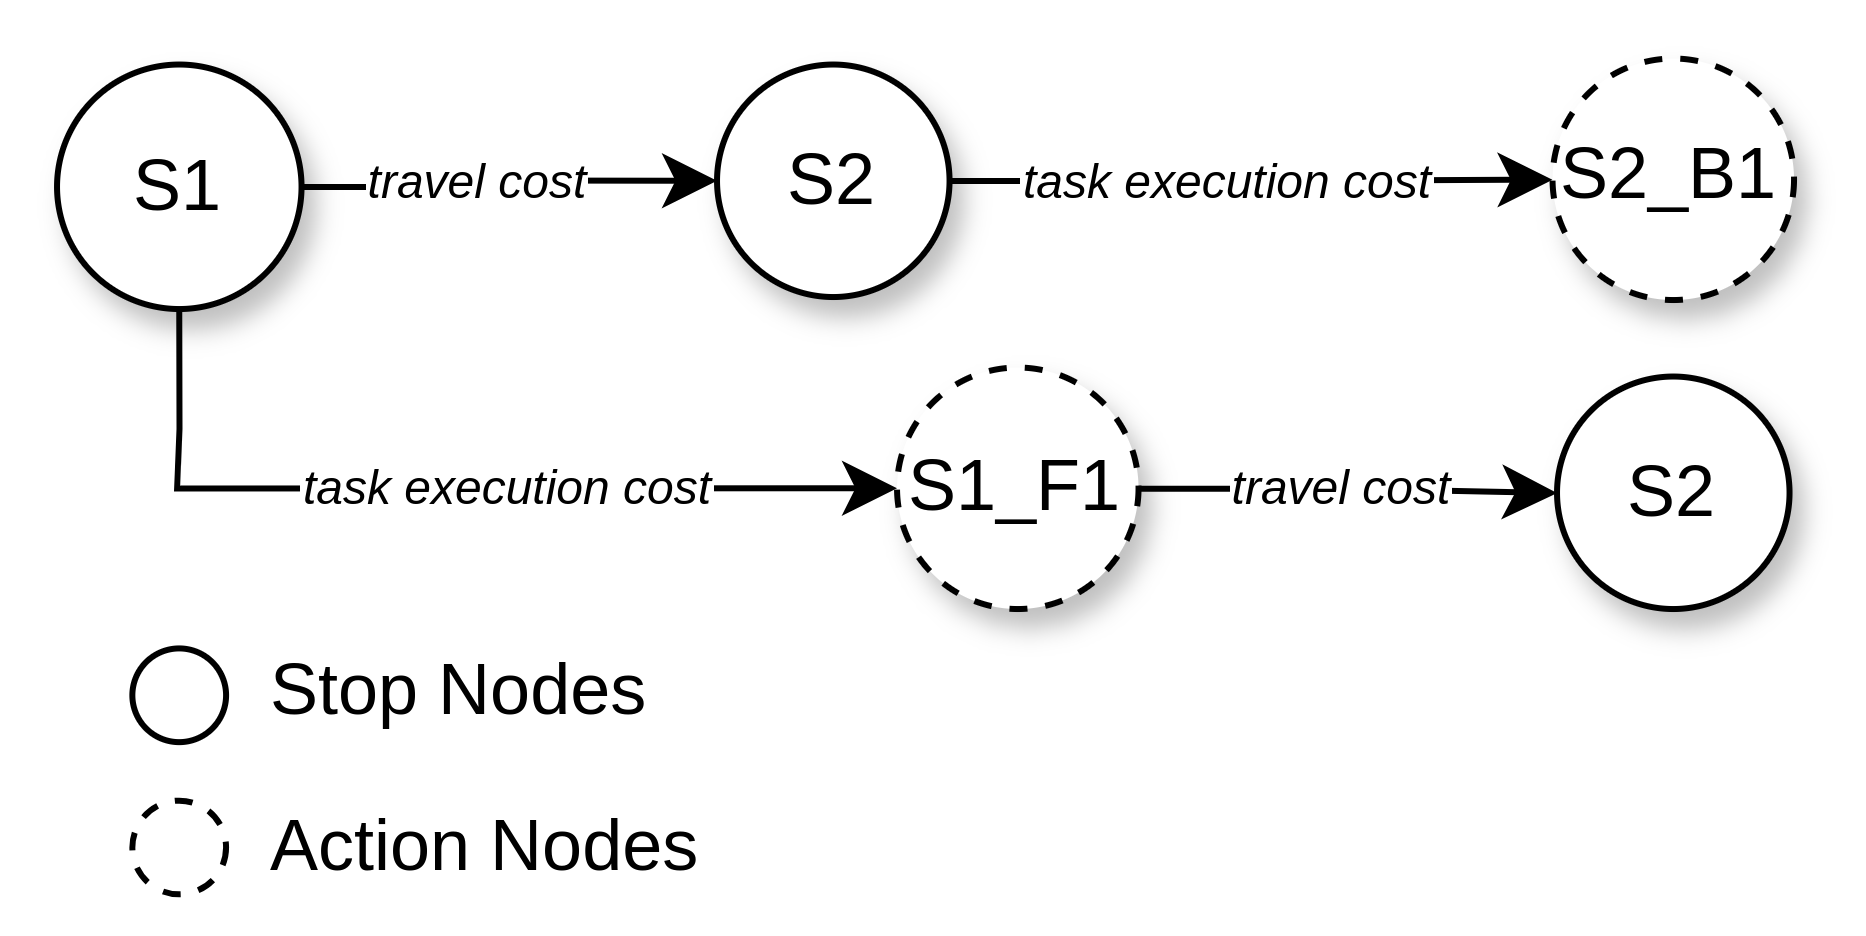 S1
travel cost
S2
task execution cost
S2_B1
task execution cost
S1_F1
travel cost
S2
Stop Nodes
Action Nodes